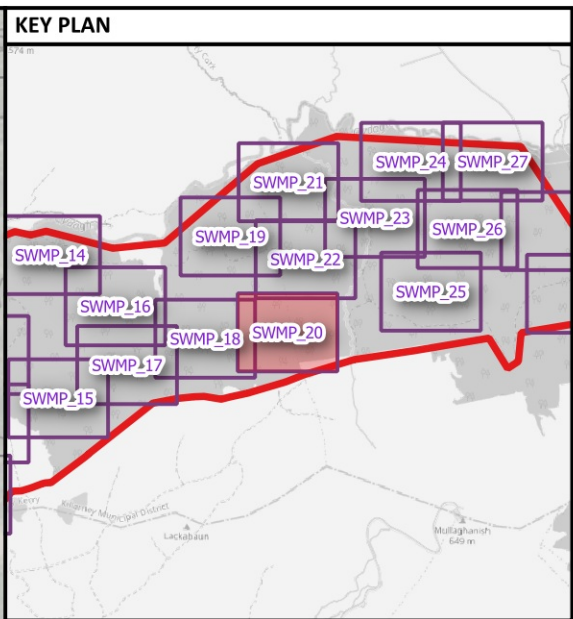 KEY PLAN
574 m
SWMP_24
SWMP_27
SWMP_21
SWMP_23
SWMP_19
SWMP_26
SWMP_14
SWMP_22
SWMP_25
SWMP_16
SWMP_20
SWMP_18
SWMP_17
SWMP_15
Kerry
Killarney Municipal District
Lackabaun
Mullaghanish
649 m